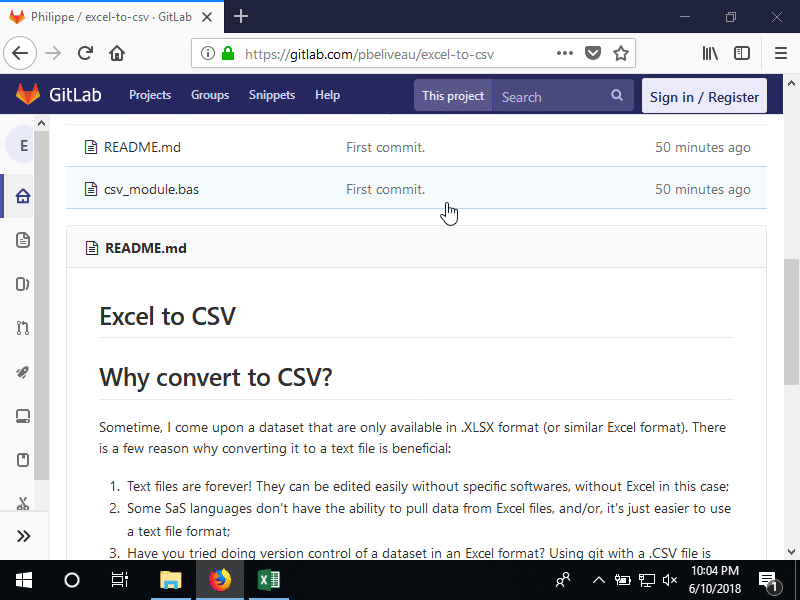 Philippe / excel-to-csv · GitLab
https://gitlab.com/pbeliveau/excel-to-csv
GitLab Projects Groups Snippets Help This project Search Sign in / Register
E
README.md First commit. 50 minutes ago
csv_module.bas First commit. 50 minutes ago
README.md
Excel to CSV
Why convert to CSV?
Sometime, I come upon a dataset that are only available in .XLSX format (or similar Excel format). There
is a few reason why converting it to a text file is beneficial:
1. Text files are forever! They can be edited easily without specific softwares, without Excel in this case;
2. Some SaS languages don't have the ability to pull data from Excel files, and/or, it's just easier to use
a text file format;
3. Have you tried doing version control of a dataset in an Excel format? Using git with a .CSV file is
10:04 PM
6/10/2018
1